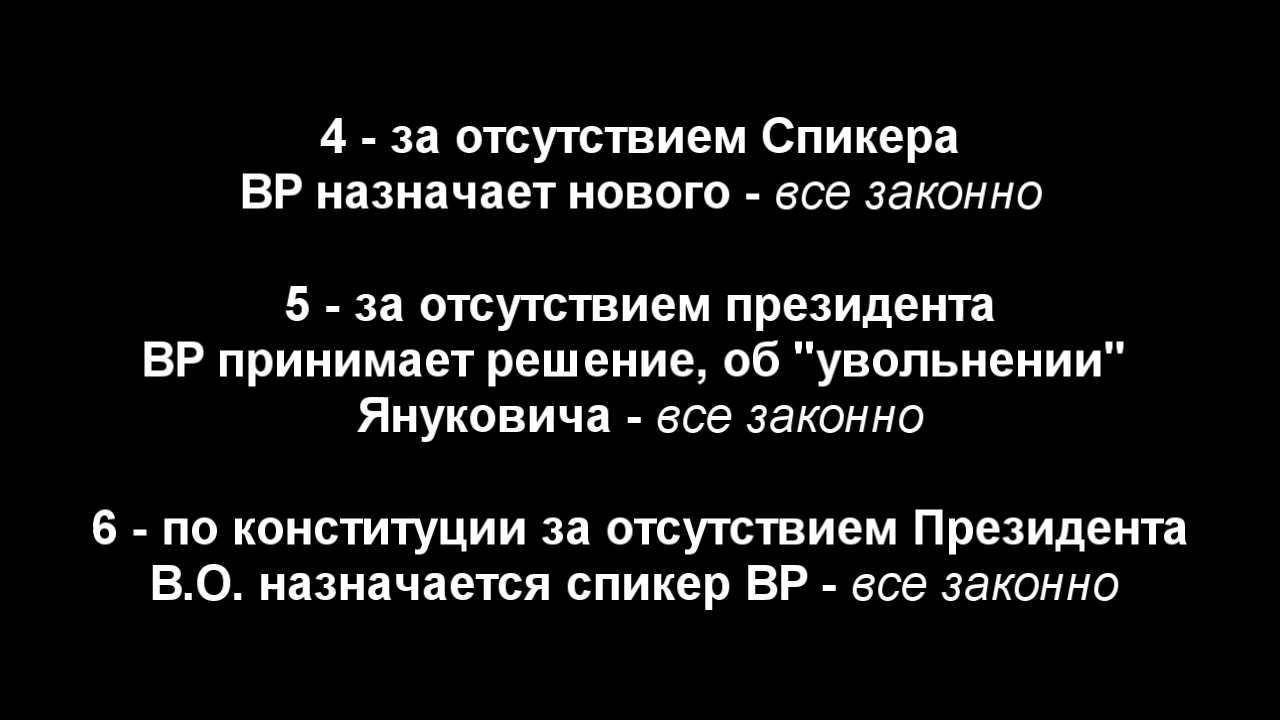 4 - за отсутствием Спикера
ВР назначает нового - все законно
5 - за отсутствием президента
ВР принимает решение, об "увольнении"
Януковича - все законно
6 - по конституции за отсутствием Президента
В.О. назначается спикер ВР - все законно